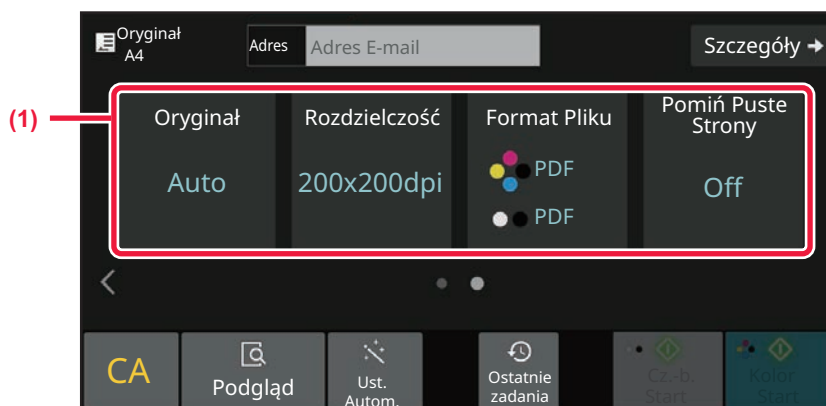 Oryginał
A4
Adres
Adres E-mail
Szczegóły
(1)
Oryginał
Auto
Rozdzielczość
200x200dpi
Format Pliku
PDF
PDF
Pomiń Puste
Strony
Off
CA
Podgląd
Ust.
Autom.
Ostatnie
zadania
Cz.-b.
Start
Kolor
Start